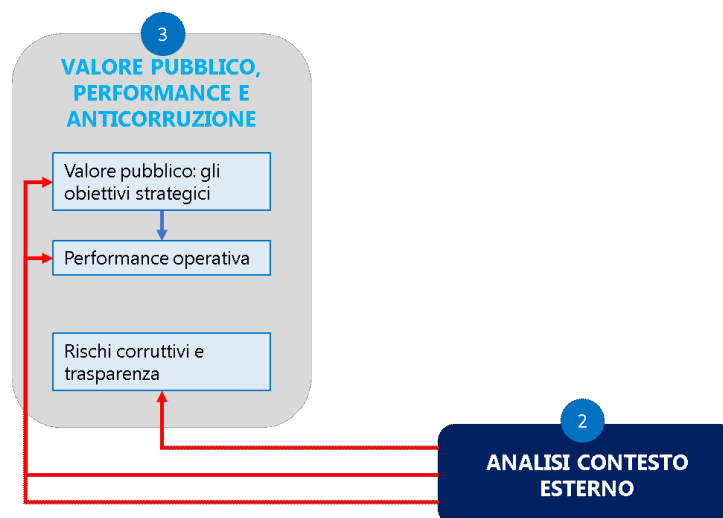 3
VALORE PUBBLICO,
PERFORMANCE E
ANTICORRUZIONE
Valore pubblico: gli
obiettivi strategici
Performance operativa
Rischi corruttivi e
trasparenza
2
ANALISI CONTESTO
ESTERNO